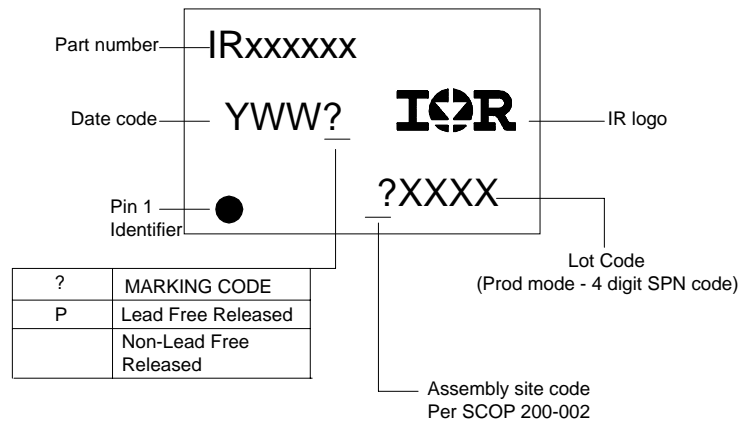 Part number
IRxxxxxx
Date code
YWW?
IOR
IR logo
?XXXX
Pin 1
Identifier
Lot Code
(Prod mode - 4 digit SPN code)
? MARKING CODE
P Lead Free Released
Non-Lead Free
Released
Assembly site code
Per SCOP 200-002